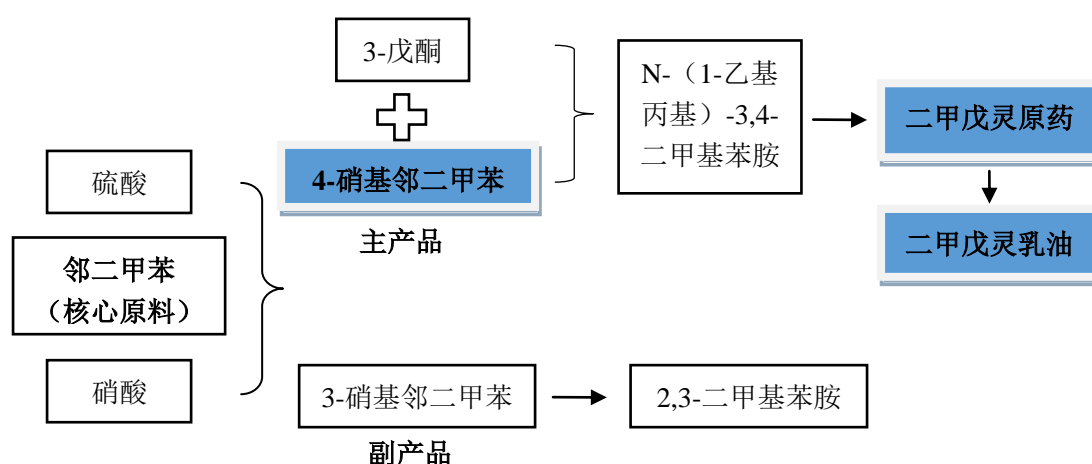 硫酸
邻二甲苯
（核心原料）
硝酸
3-戊酮
4-硝基邻二甲苯
主产品
3-硝基邻二甲苯
副产品
N-（1-乙基
丙基）-3,4-
二甲基苯胺
2,3-二甲基苯胺
二甲戊灵原药
二甲戊灵乳油